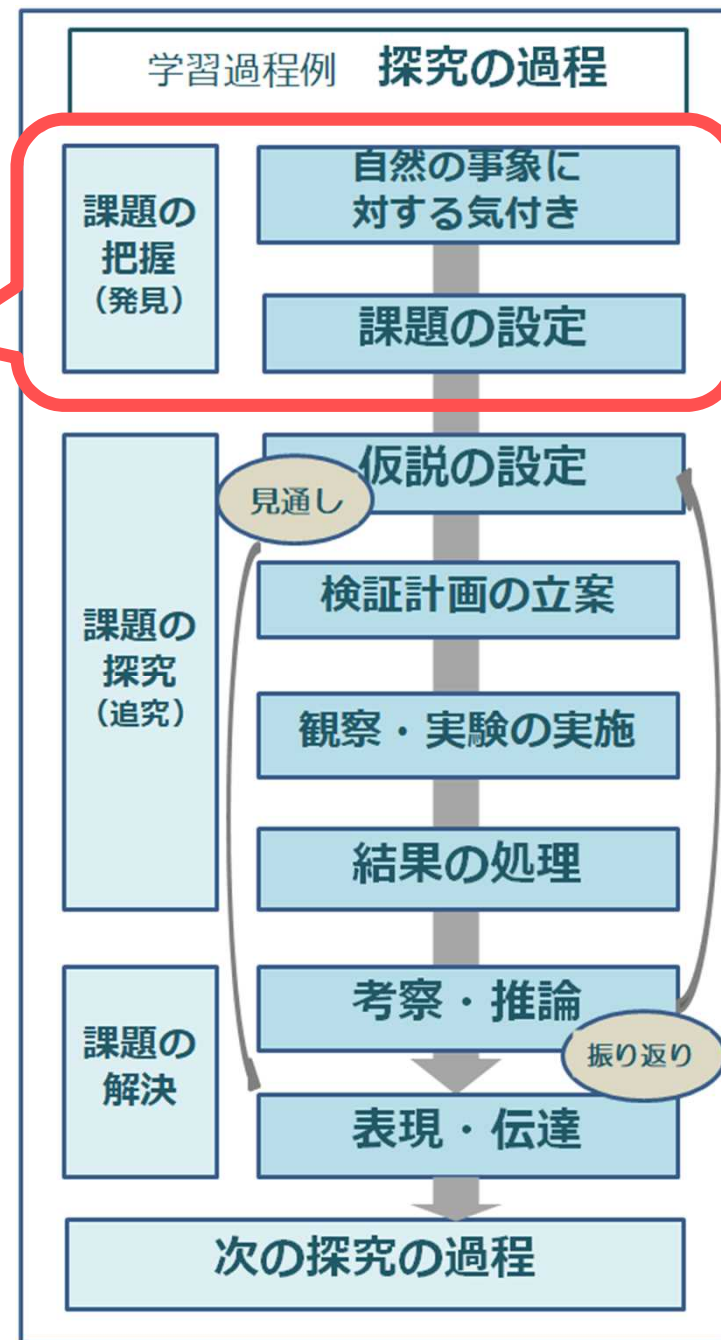 学習過程例 探究の過程
課題の
把握
（発見）
自然の事象に
対する気付き
課題の設定
課題の
探究
（追究）
仮説の設定
見通し
検証計画の立案
観察・実験の実施
結果の処理
課題の
解決
考察・推論
振り返り
表現・伝達
次の探究の過程